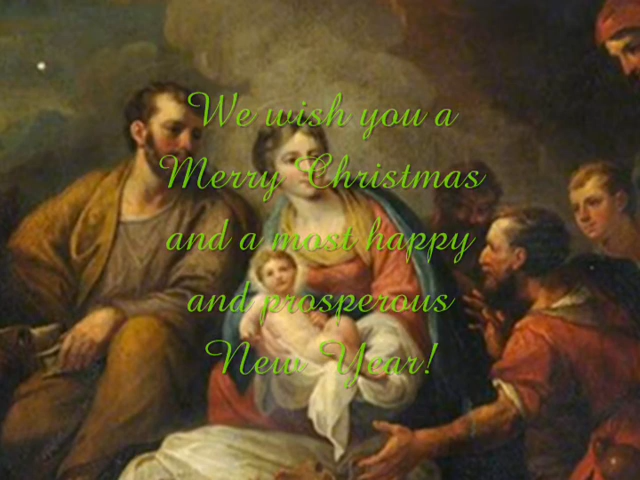 We wish you a
Merry Christmas
and a most happy
and prosperous
New Year!